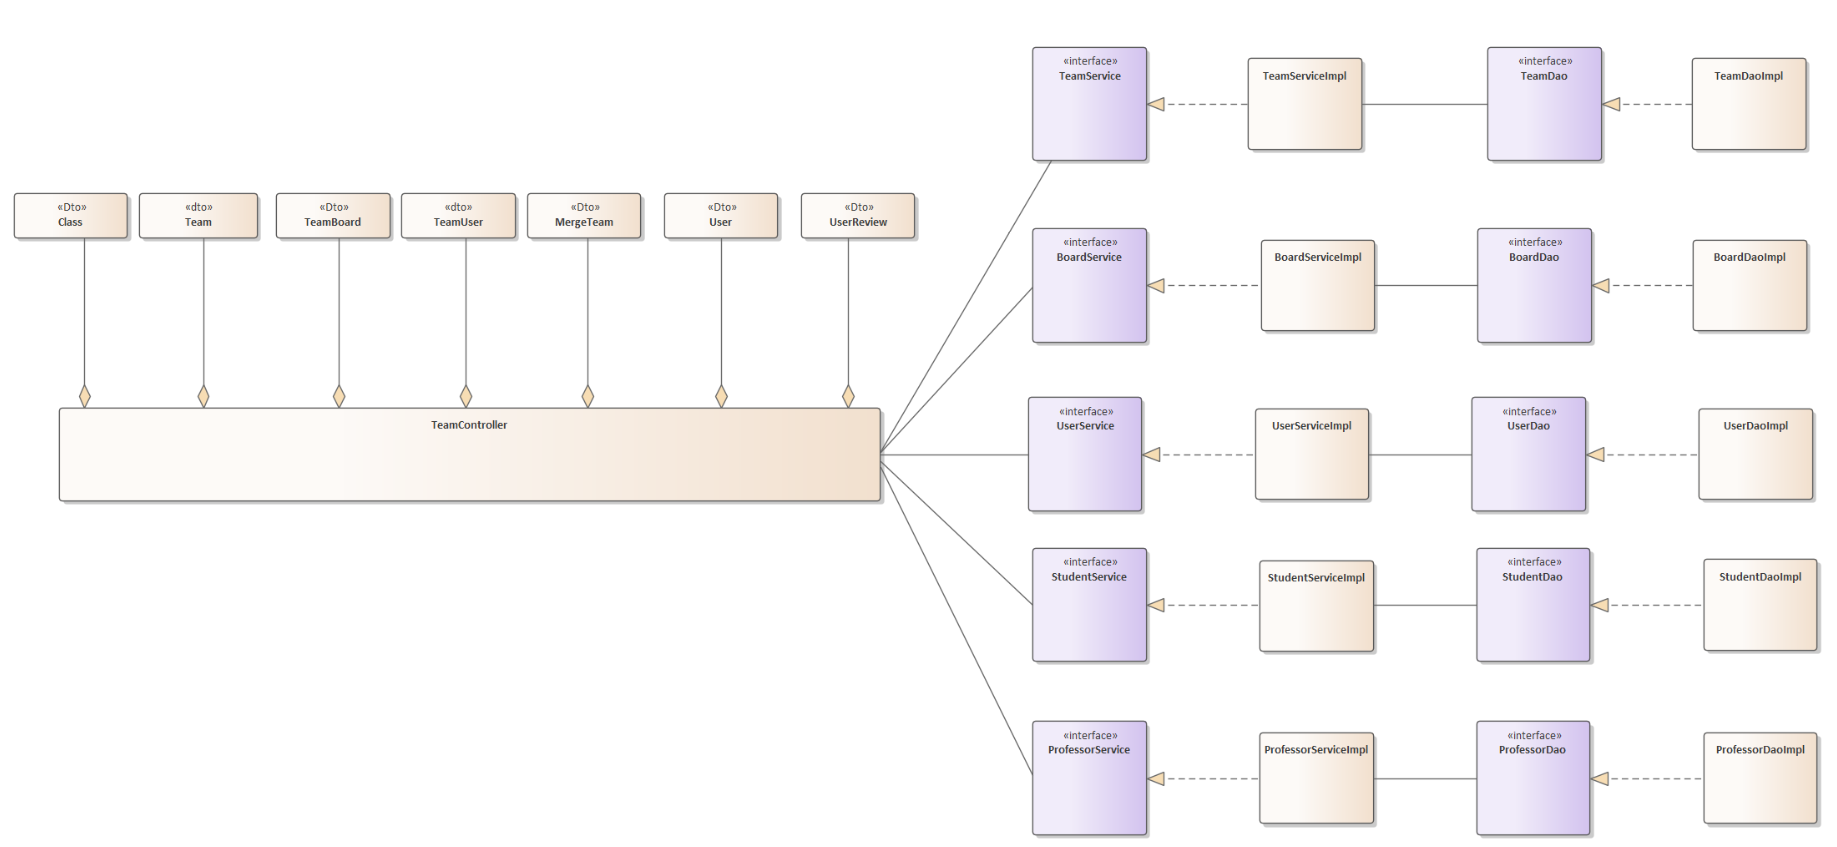 «interface»
TeamService
TeamServiceImpl
«interface»
TeamDao
TeamDaoImpl
«Dto»
Class
«dto»
Team
«Dto»
TeamBoard
«dto»
TeamUser
«Dto»
MergeTeam
«Dto»
User
«Dto»
UserReview
«interface»
BoardService
BoardServiceImpl
«interface»
BoardDao
BoardDaoImpl
TeamController
«interface»
UserService
UserServiceImpl
«interface»
UserDao
UserDaoImpl
«interface»
StudentService
StudentServiceImpl
«interface»
StudentDao
StudentDaoImpl
«interface»
ProfessorService
ProfessorServiceImpl
«interface»
ProfessorDao
ProfessorDaoImpl